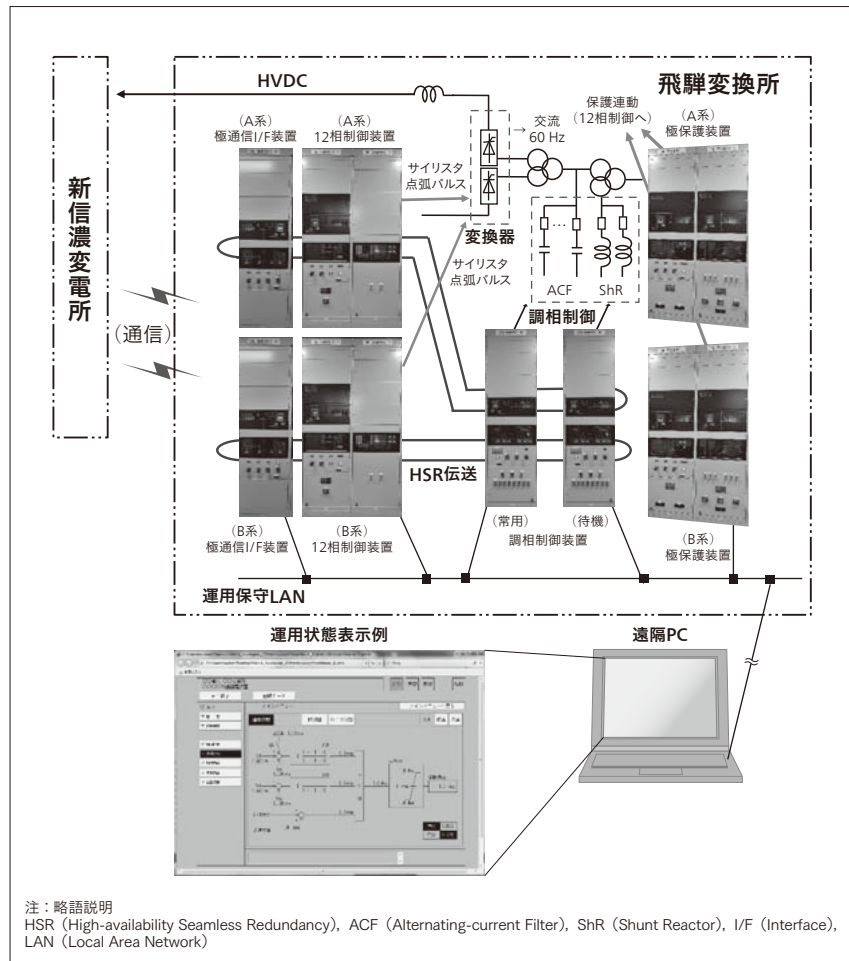 HVDC
飛騨変換所
新信濃変電所
(通信)
(A系)
極通信I/F装置
(A系)
12相制御装置
サイリスタ
点弧パルス
→ 交流
60 Hz
保護連動
(12相制御へ)
(A系)
極保護装置
変換器
サイリスタ
点弧パルス
…
ACF
ShR
調相制御
HSR伝送
(B系)
極通信I/F装置
(B系)
12相制御装置
(常用)
(待機)
調相制御装置
(B系)
極保護装置
運用保守LAN
運用状態表示例
遠隔PC
注:略語説明
HSR(High-availability Seamless Redundancy),ACF(Alternating-current Filter),ShR(Shunt Reactor),I/F(Interface),
LAN(Local Area Network)